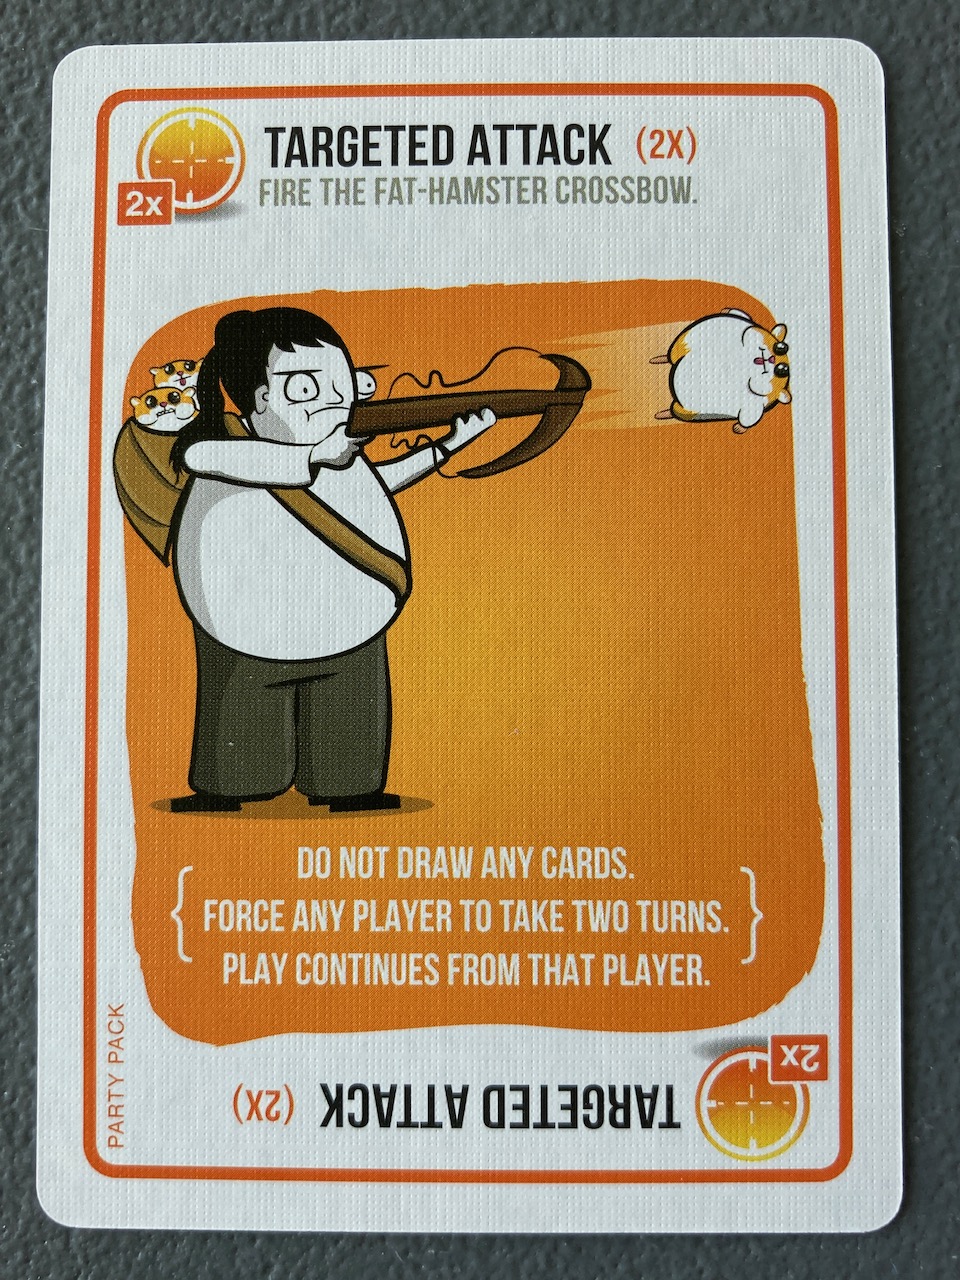 TARGETED ATTACK (2X)
2x
FIRE THE FAT-HAMSTER CROSSBOW.
DO NOT DRAW ANY CARDS.
FORCE ANY PLAYER TO TAKE TWO TURNS.
PLAY CONTINUES FROM THAT PLAYER.
PARTY PACK
2x
TARGETED ATTACK (2X)